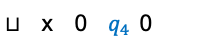 ⊔ x 0 q₄ 0